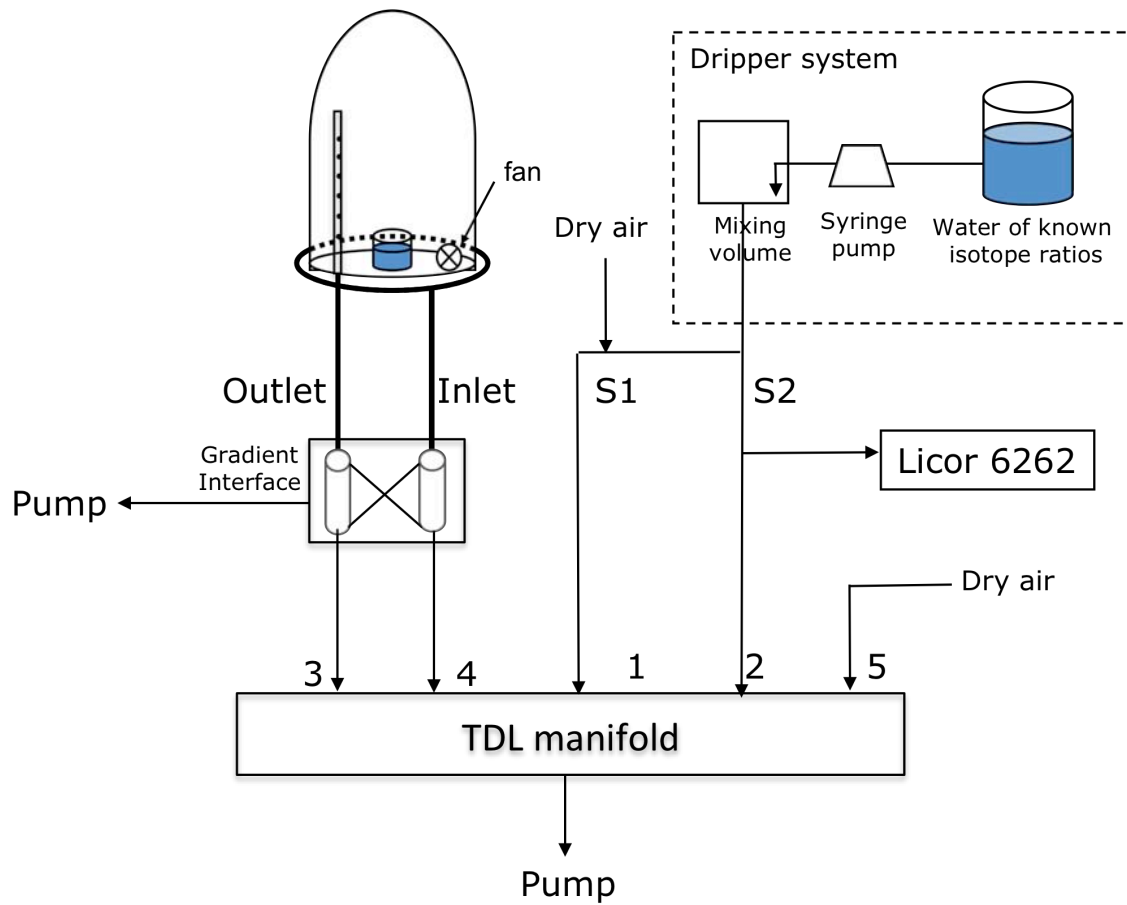 Dripper system
fan
Dry air
Mixing
volume
Syringe
pump
Water of known
isotope ratios
Outlet
Inlet
S1
S2
Gradient
Interface
Licor 6262
Pump
Dry air
3
4
1
2
5
TDL manifold
Pump